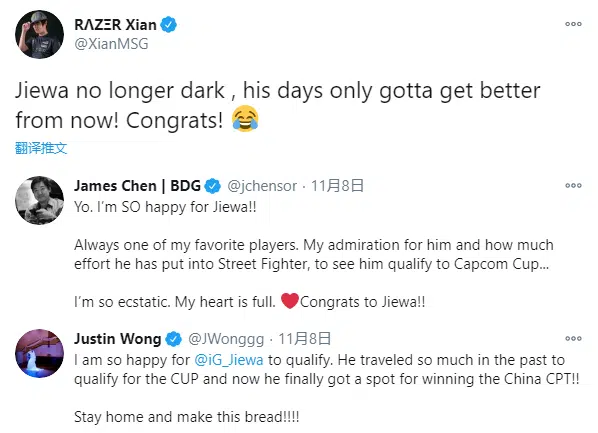 RΛZΞR Xian
@XianMSG
Jiewa no longer dark , his days only gotta get better
from now! Congrats! 😂
翻译推文
James Chen | BDG @jchensor · 11月8日
Yo. I’m SO happy for Jiewa!!
Always one of my favorite players. My admiration for him and how much
effort he has put into Street Fighter, to see him qualify to Capcom Cup...
I’m so ecstatic. My heart is full. ❤️Congrats to Jiewa!!
Justin Wong @JWonggg · 11月8日
I am so happy for @iG_Jiewa to qualify. He traveled so much in the past to
qualify for the CUP and now he finally got a spot for winning the China CPT!!
Stay home and make this bread!!!!